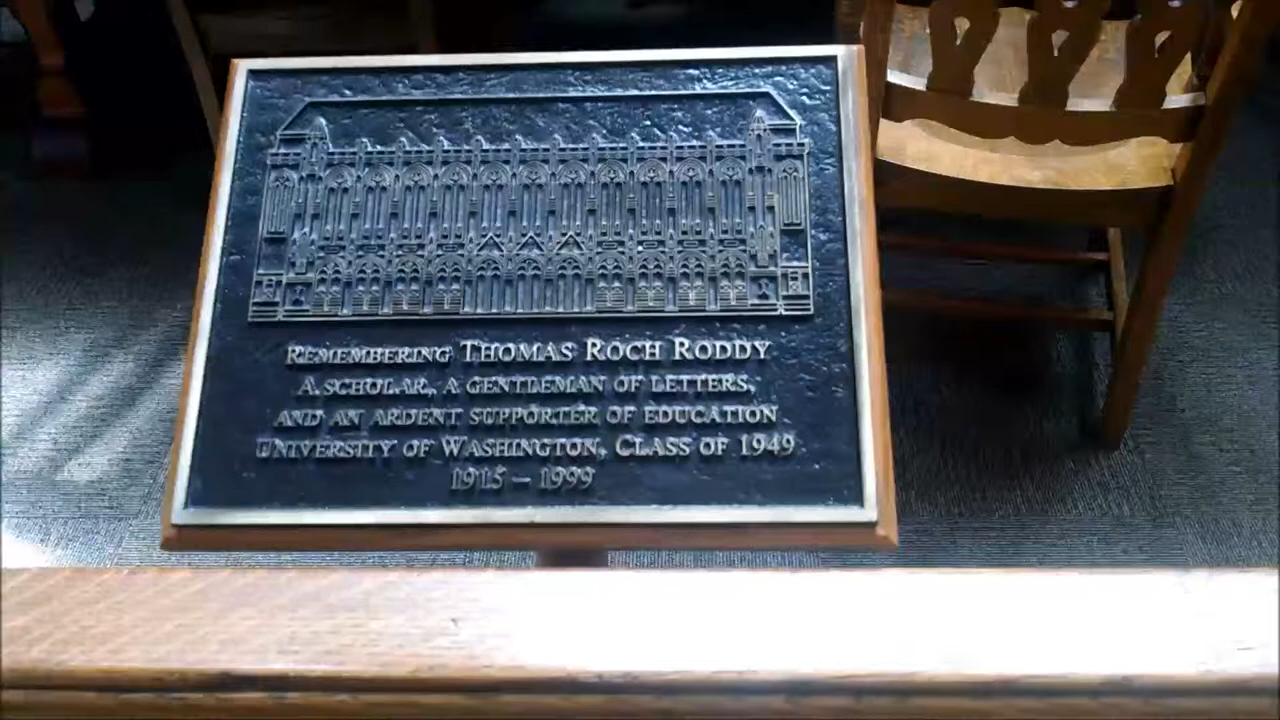 REMEMBERING THOMAS ROCH RODDY
A SCHOLAR, A GENTLEMAN OF LETTERS,
AND AN ARDENT SUPPORTER OF EDUCATION
UNIVERSITY OF WASHINGTON, CLASS OF 1949
1915 – 1999